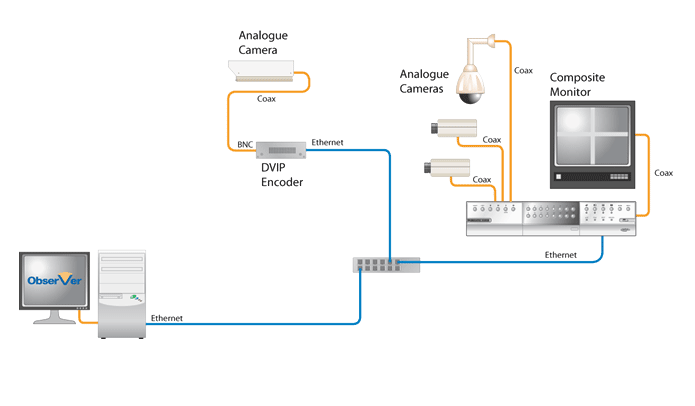 Analogue
Camera
Coax
BNC
Ethernet
DVIP
Encoder
Analogue
Cameras
Coax
Coax
Coax
Composite
Monitor
Coax
Ethernet
ObserVer
Ethernet